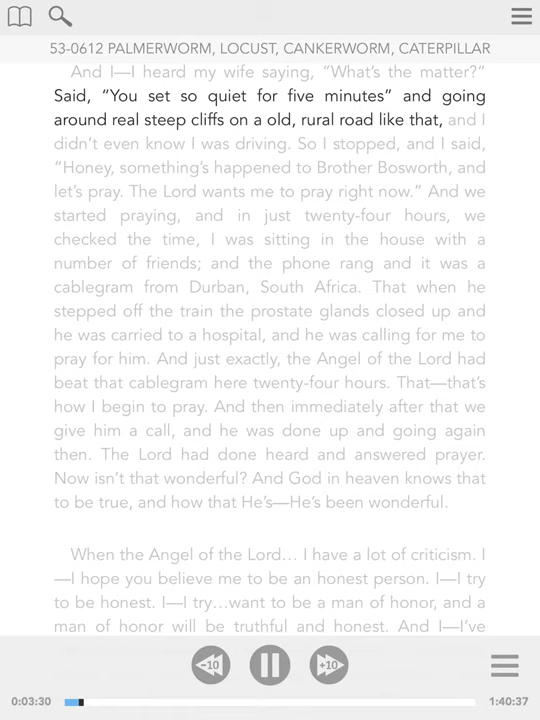 53-0612 PALMERWORM, LOCUST, CANKERWORM, CATERPILLAR
And I—I heard my wife saying, “What’s the matter?”
Said, “You set so quiet for five minutes” and going
around real steep cliffs on a old, rural road like that, and I
didn’t even know I was driving. So I stopped, and I said,
“Honey, something’s happened to Brother Bosworth, and
let’s pray. The Lord wants me to pray right now.” And we
started praying, and in just twenty-four hours, we
checked the time, I was sitting in the house with a
number of friends; and the phone rang and it was a
cablegram from Durban, South Africa. That when he
stepped off the train the prostate glands closed up and
he was carried to a hospital, and he was calling for me to
pray for him. And just exactly, the Angel of the Lord had
beat that cablegram here twenty-four hours. That—that’s
how I begin to pray. And then immediately after that we
give him a call, and he was done up and going again
then. The Lord had done heard and answered prayer.
Now isn’t that wonderful? And God in heaven knows that
to be true, and how that He’s—He’s been wonderful.
When the Angel of the Lord… I have a lot of criticism. I
—I hope you believe me to be an honest person. I—I try
to be honest. I—I try…want to be a man of honor, and a
man of honor will be truthful and honest. And I—I’ve
-10
+10
0:03:30
1:40:37